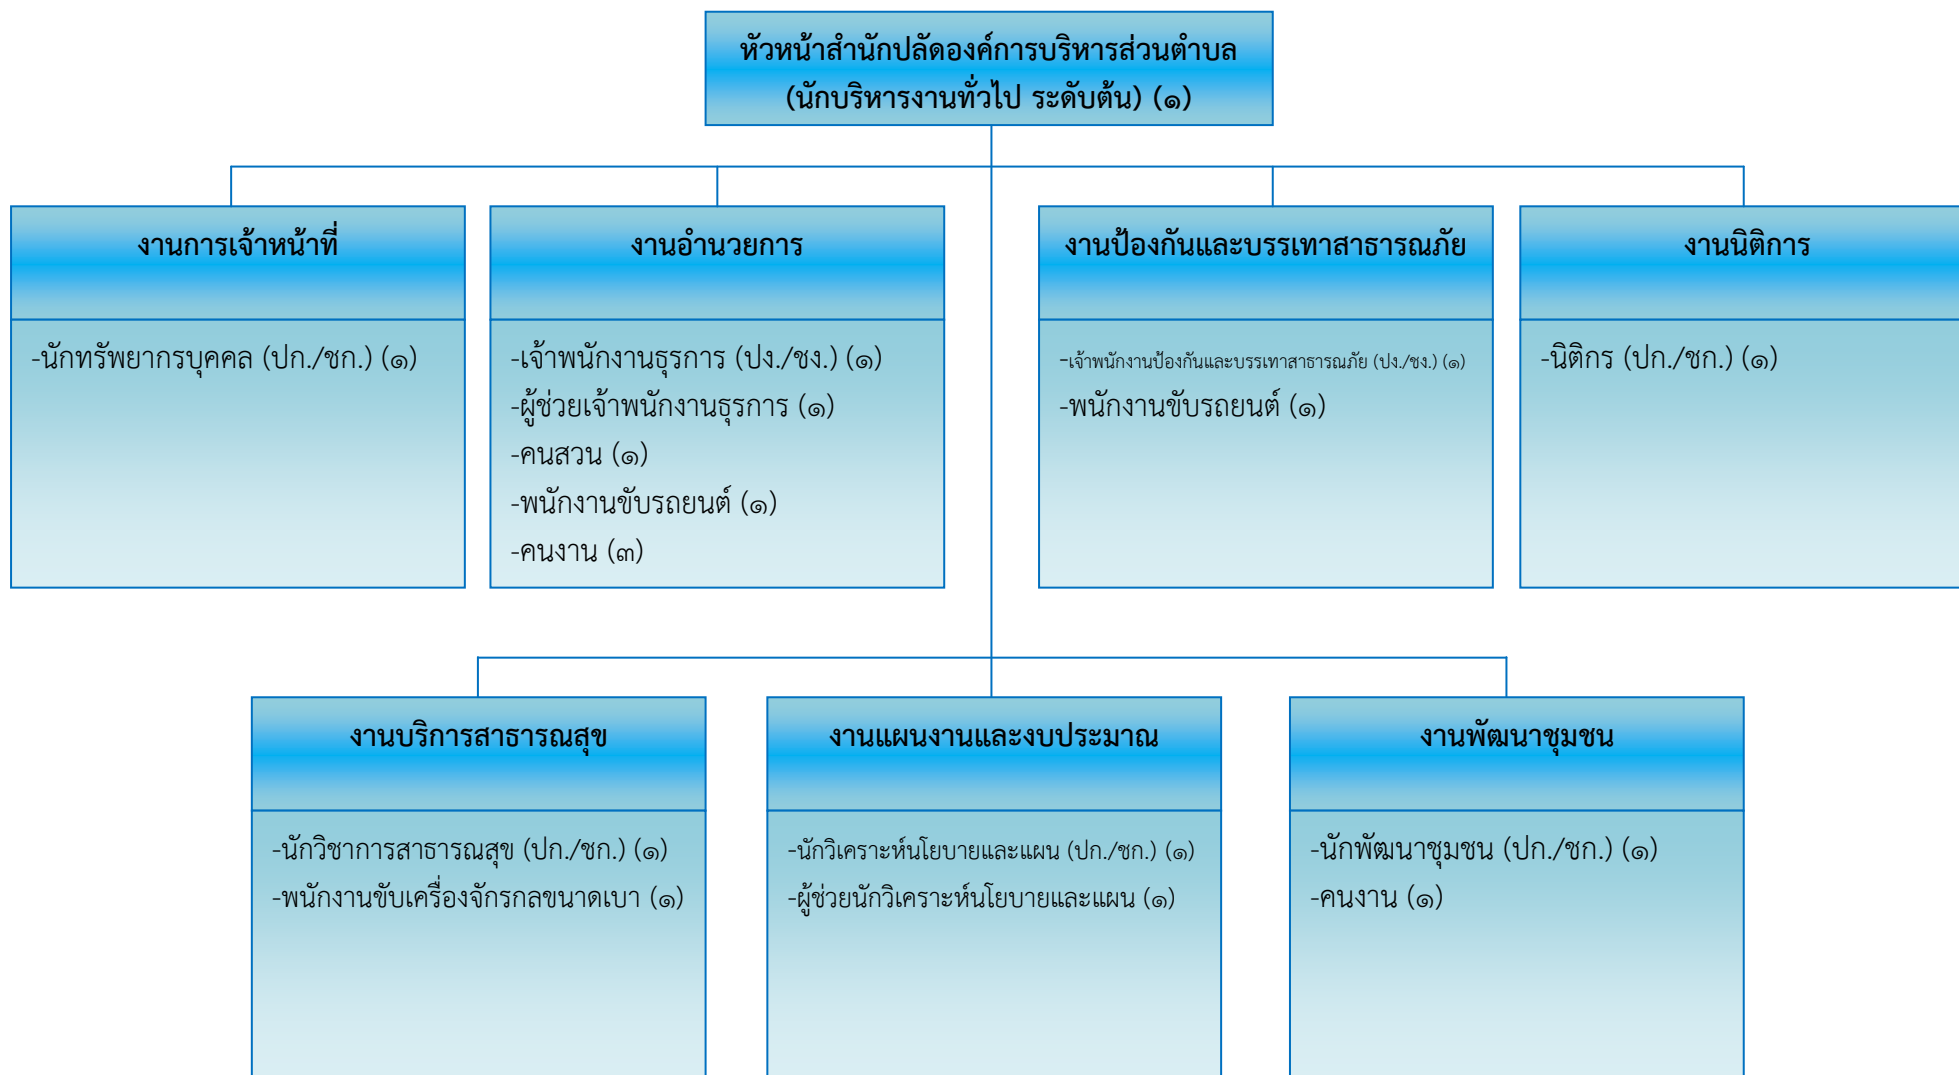 หัวหน้าสำนักปลัดองค์การบริหารส่วนตำบล
(นักบริหารงานทั่วไป ระดับต้น) (๑)
งานการเจ้าหน้าที่
-นักทรัพยากรบุคคล (ปก./ชก.) (๑)
งานอำนวยการ
-เจ้าพนักงานธุรการ (ปง./ชง.) (๑)
-ผู้ช่วยเจ้าพนักงานธุรการ (๑)
-คนสวน (๑)
-พนักงานขับรถยนต์ (๑)
-คนงาน (๓)
งานป้องกันและบรรเทาสาธารณภัย
-เจ้าพนักงานป้องกันและบรรเทาสาธารณภัย (ปง./ชง.) (๑)
-พนักงานขับรถยนต์ (๑)
งานนิติการ
-นิติกร (ปก./ชก.) (๑)
งานบริการสาธารณสุข
-นักวิชาการสาธารณสุข (ปก./ชก.) (๑)
-พนักงานขับเครื่องจักรกลขนาดเบา (๑)
งานแผนงานและงบประมาณ
-นักวิเคราะห์นโยบายและแผน (ปก./ชก.) (๑)
-ผู้ช่วยนักวิเคราะห์นโยบายและแผน (๑)
งานพัฒนาชุมชน
-นักพัฒนาชุมชน (ปก./ชก.) (๑)
-คนงาน (๑)